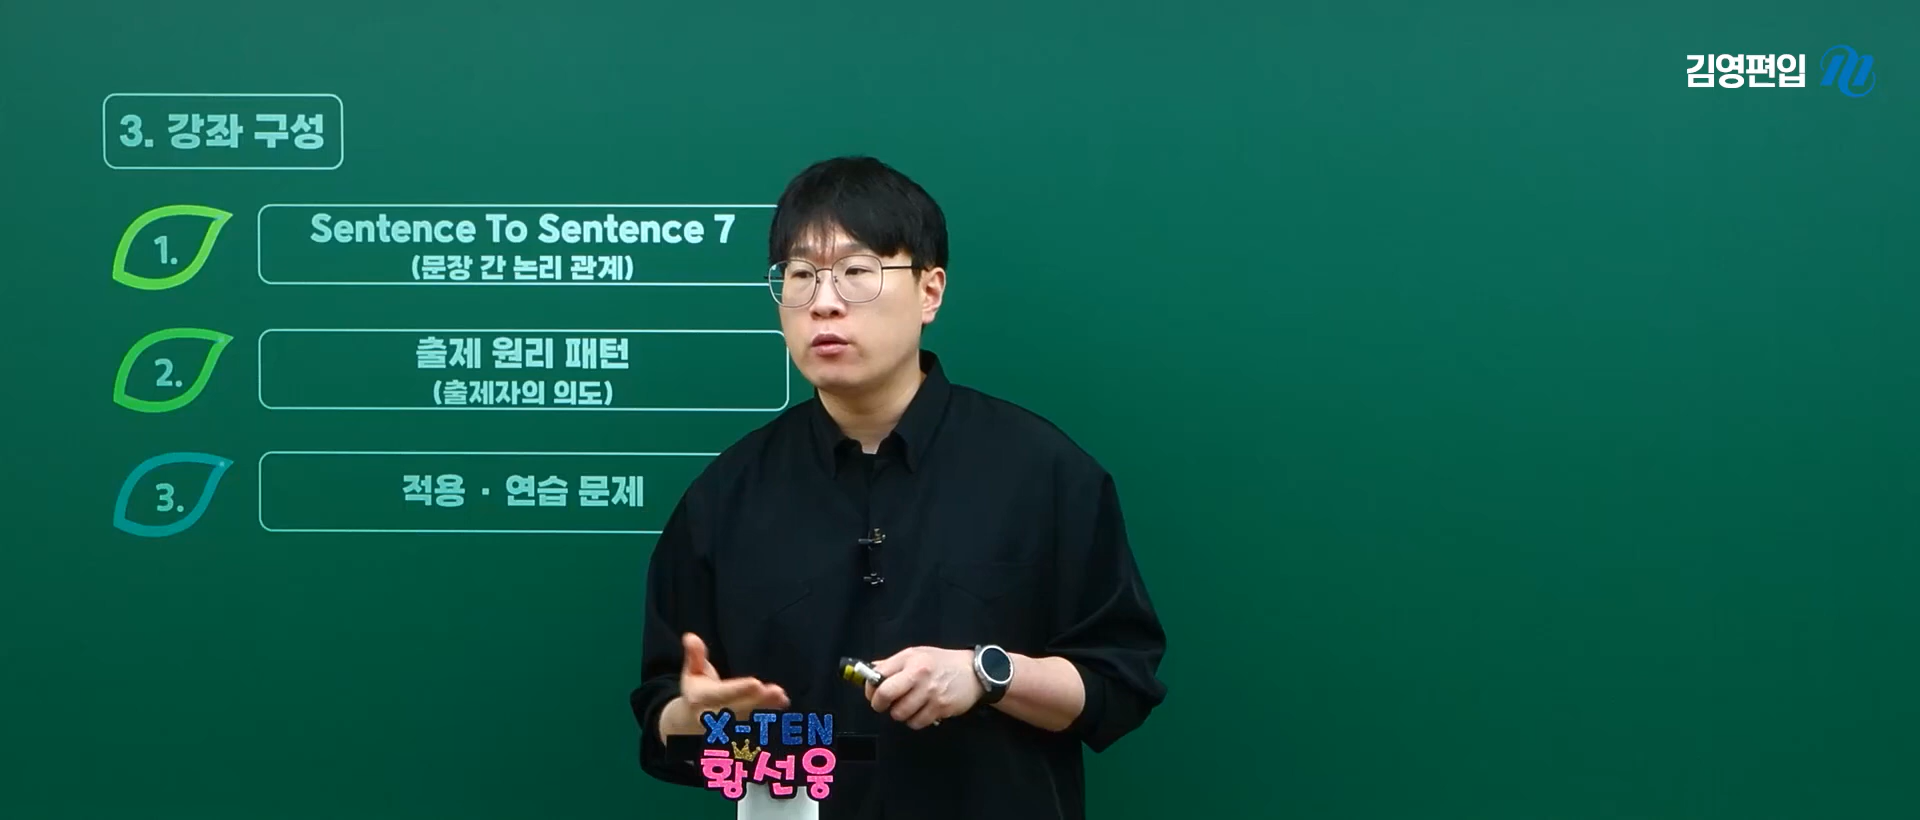 김영편입
3. 강좌 구성
1.
Sentence To Sentence 7
(문장 간 논리 관계)
2.
출제 원리 패턴
(출제자의 의도)
3.
적용 · 연습 문제
X-TEN
황선웅